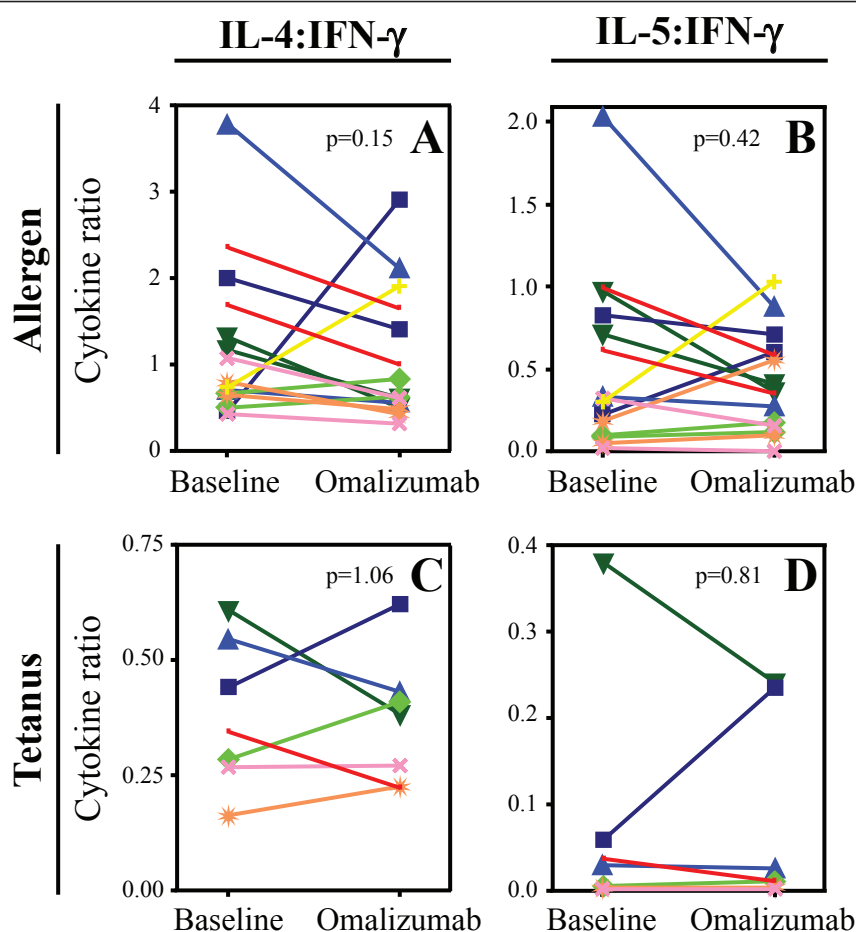 IL-4:IFN-γ
IL-5:IFN-γ
Allergen
Cytokine ratio
4
3
2
1
0
p=0.15
A
Baseline
Omalizumab
2.0
1.5
1.0
0.5
0.0
p=0.42
B
Baseline
Omalizumab
Tetanus
Cytokine ratio
0.75
0.50
0.25
0.00
p=1.06
C
Baseline
Omalizumab
0.4
0.3
0.2
0.1
0.0
p=0.81
D
Baseline
Omalizumab